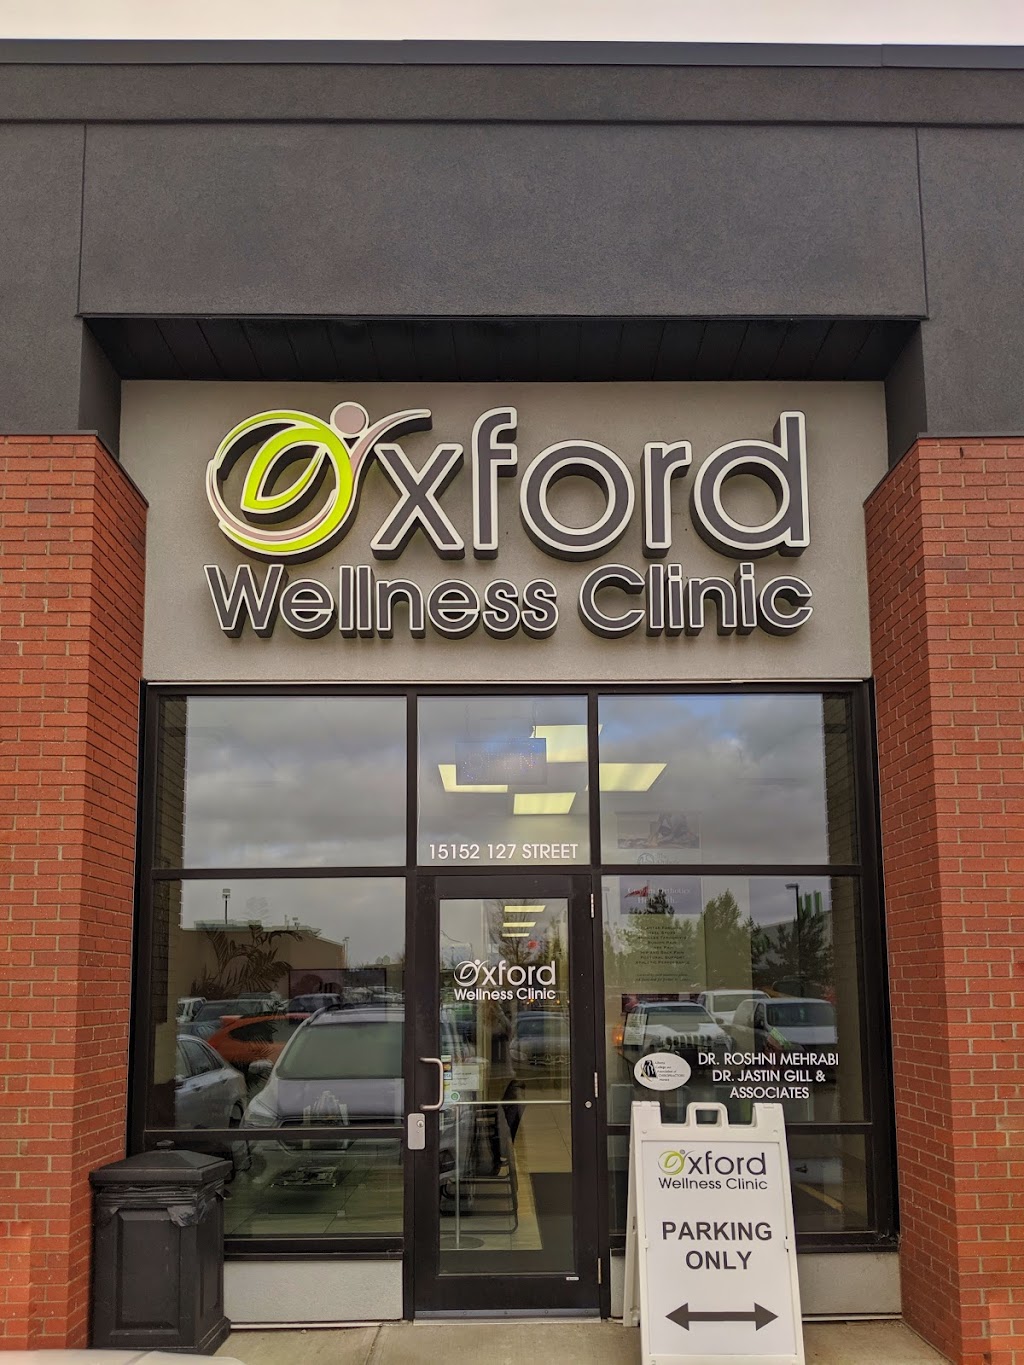 Oxford
Wellness Clinic
OPEN
15152 127 STREET
Oxford
Wellness Clinic
DR. ROSHNI MEHRABI
DR. JASTIN GILL &
ASSOCIATES
Oxford
Wellness Clinic
PARKING
ONLY